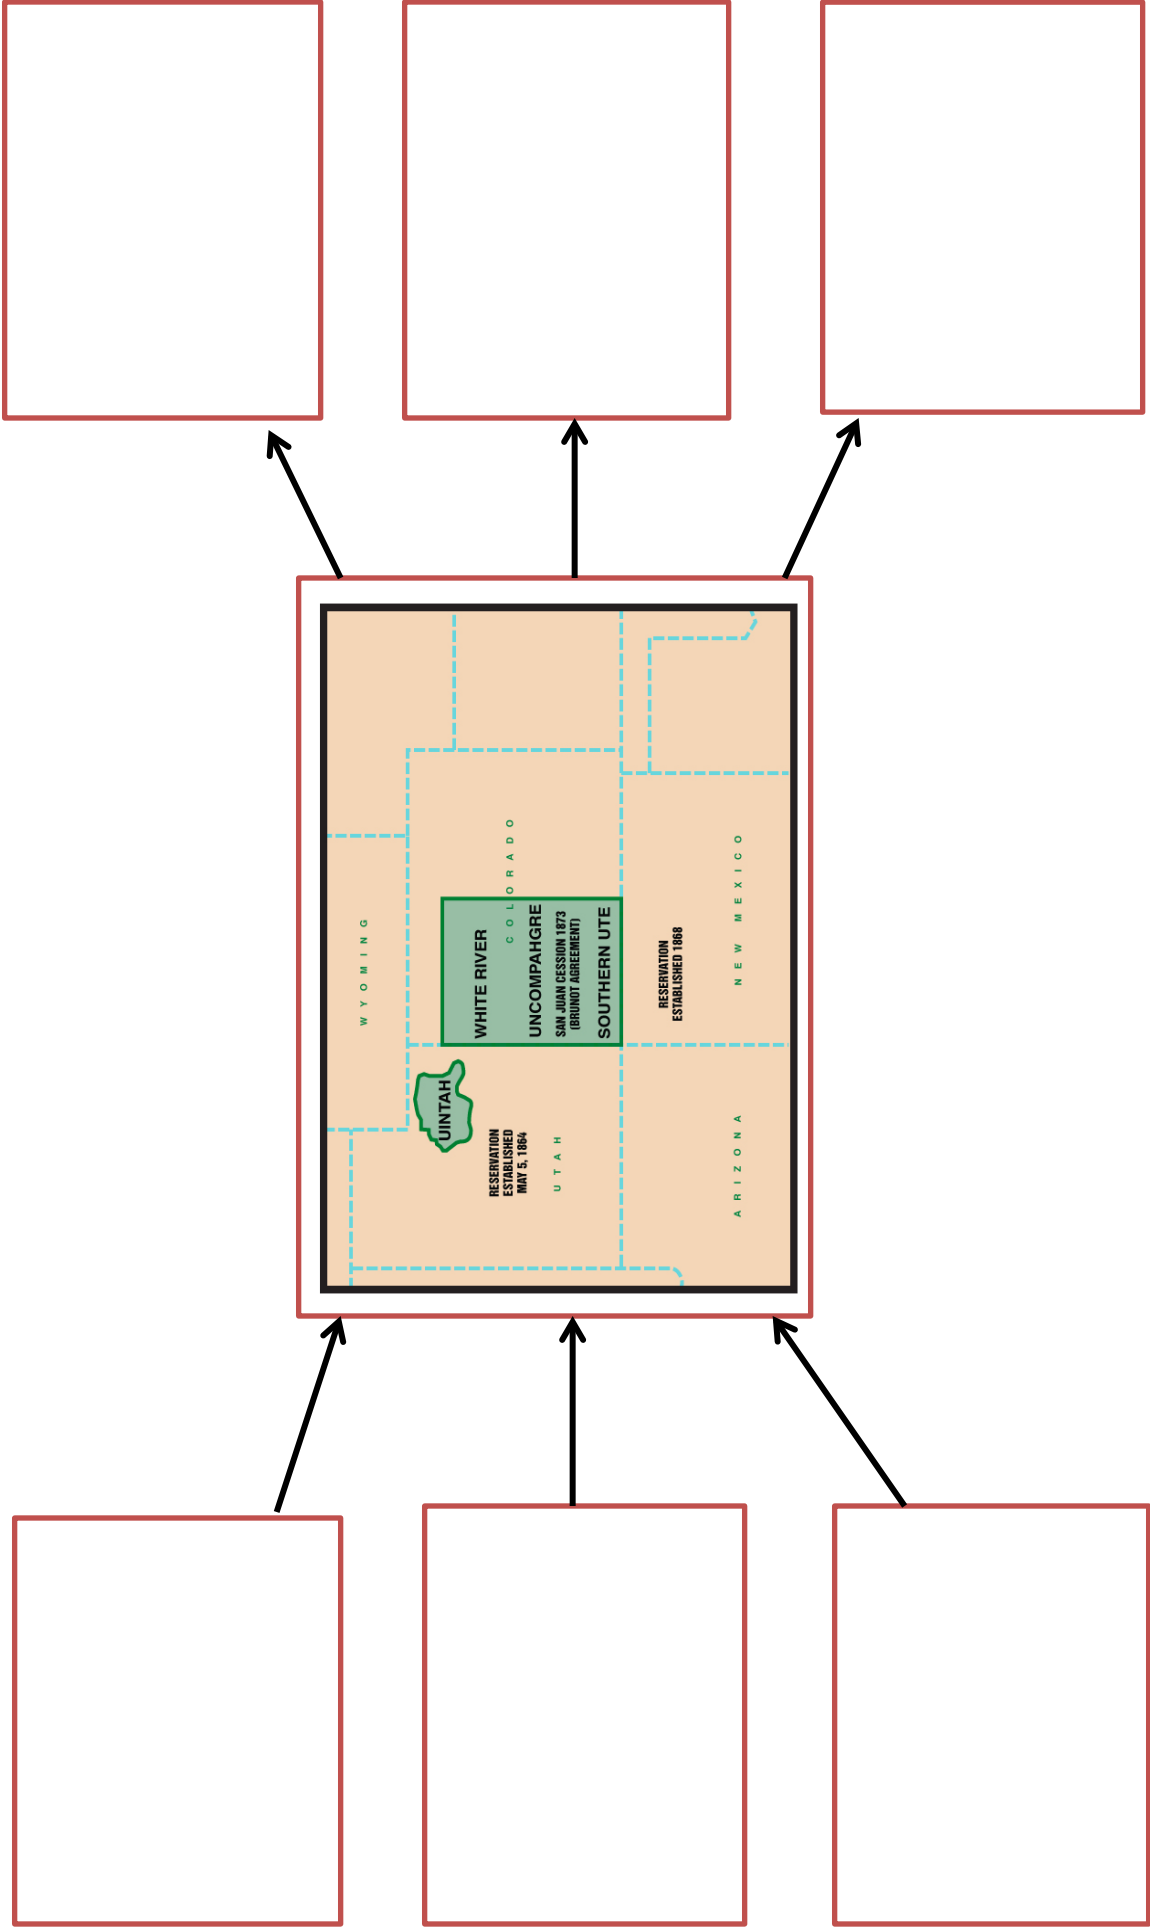 WYOMING
UINTAH
WHITE RIVER
COLORADO
UNCOMPAHGRE
SAN JUAN CESSION 1873
(BRUNOT AGREEMENT)
SOUTHERN UTE
RESERVATION
ESTABLISHED
MAY 5, 1864
UTAH
RESERVATION
ESTABLISHED 1868
ARIZONA
NEW MEXICO